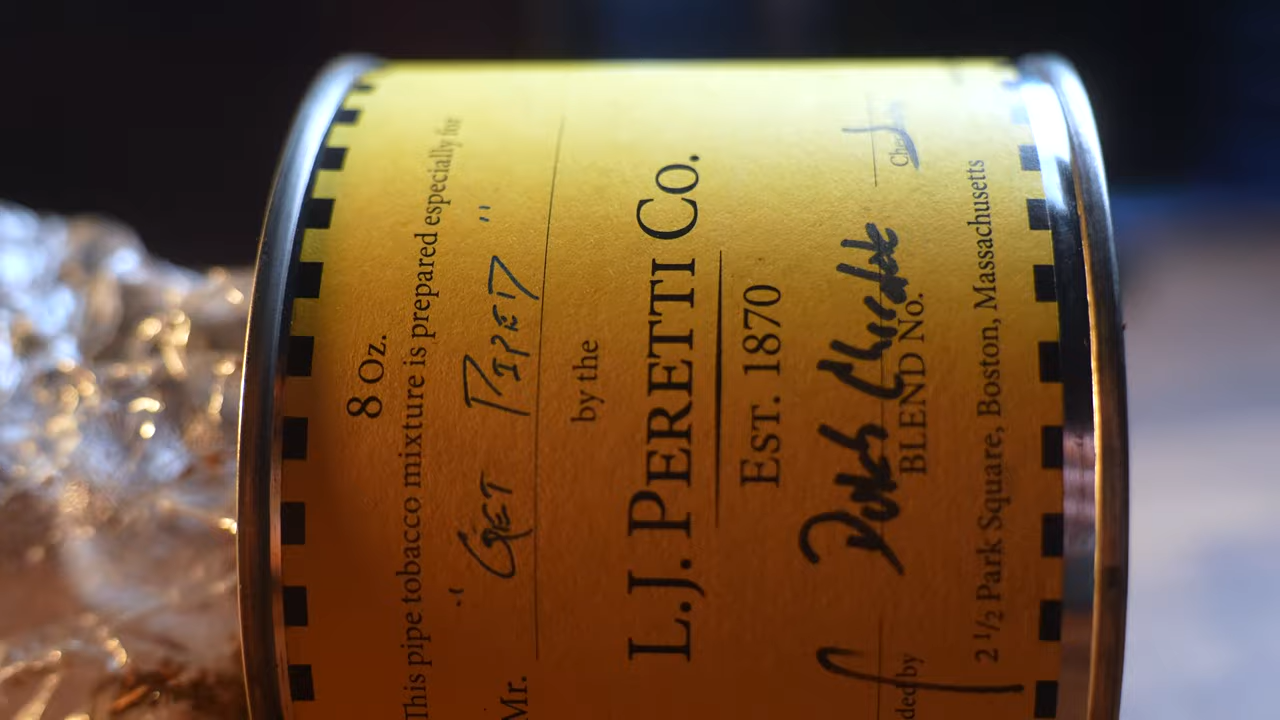 8 Oz.
This pipe tobacco mixture is prepared especially for
Mr. "GET PIPED"
by the
L.J. PERETTI CO.
EST. 1870
BLEND NO.
2 1/2 Park Square, Boston, Massachusetts